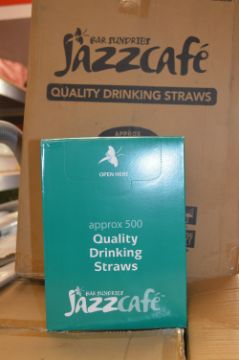 BAR SUNDRIES
JAZZCAFÉ
QUALITY DRINKING STRAWS
APPROX
OPEN HERE
approx 500
Quality
Drinking
Straws
BAR SUNDRIES
JAZZCAFÉ